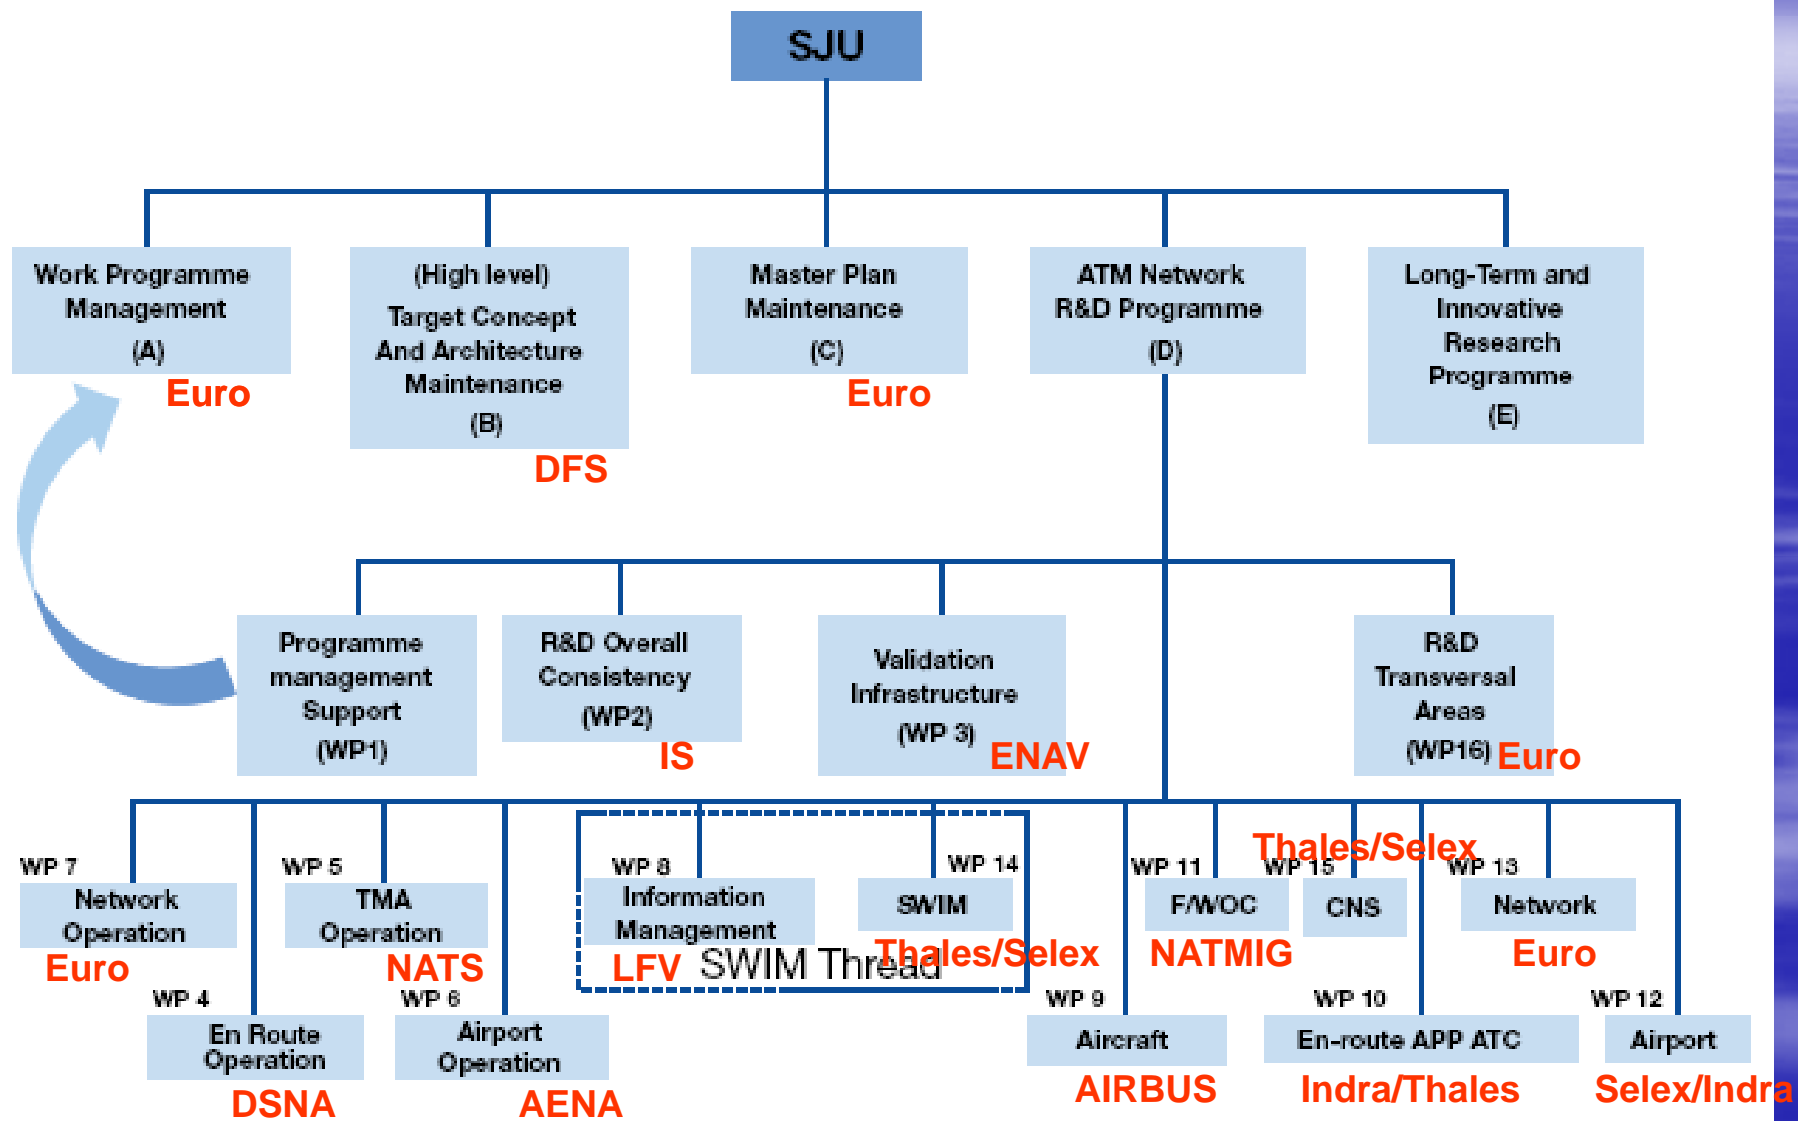 SJU
Work Programme
Management
(A)
Euro
(High level)
Target Concept
And Architecture
Maintenance
(B)
DFS
Master Plan
Maintenance
(C)
Euro
ATM Network
R&D Programme
(D)
Long-Term and
Innovative
Research
Programme
(E)
Programme
management
Support
(WP1)
R&D Overall
Consistency
(WP2)
IS
Validation
Infrastructure
(WP 3)
ENAV
R&D
Transversal
Areas
(WP16)
Euro
WP 7
Network
Operation
Euro
WP 5
TMA
Operation
NATS
WP 8
Information
Management
LFV
SWIM Thread
WP 14
SWIM
Thales/Selex
WP 11
F/WOC
NATMIG
Thales/Selex
WP 15
CNS
WP 13
Network
Euro
WP 4
En Route
Operation
DSNA
WP 6
Airport
Operation
AENA
WP 9
Aircraft
AIRBUS
WP 10
En-route APP ATC
Indra/Thales
WP 12
Airport
Selex/Indra